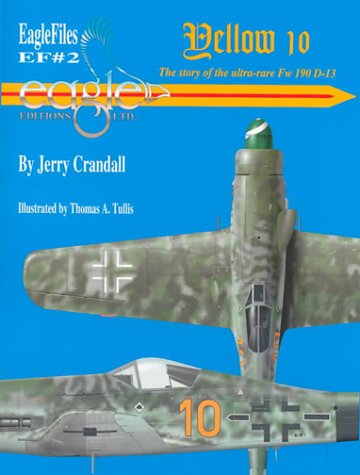 EagleFiles
EF#2
Yellow 10
The story of the ultra-rare Fw 190 D-13
eagle
EDITIONS LTD.
By Jerry Crandall
Illustrated by Thomas A. Tullis
10